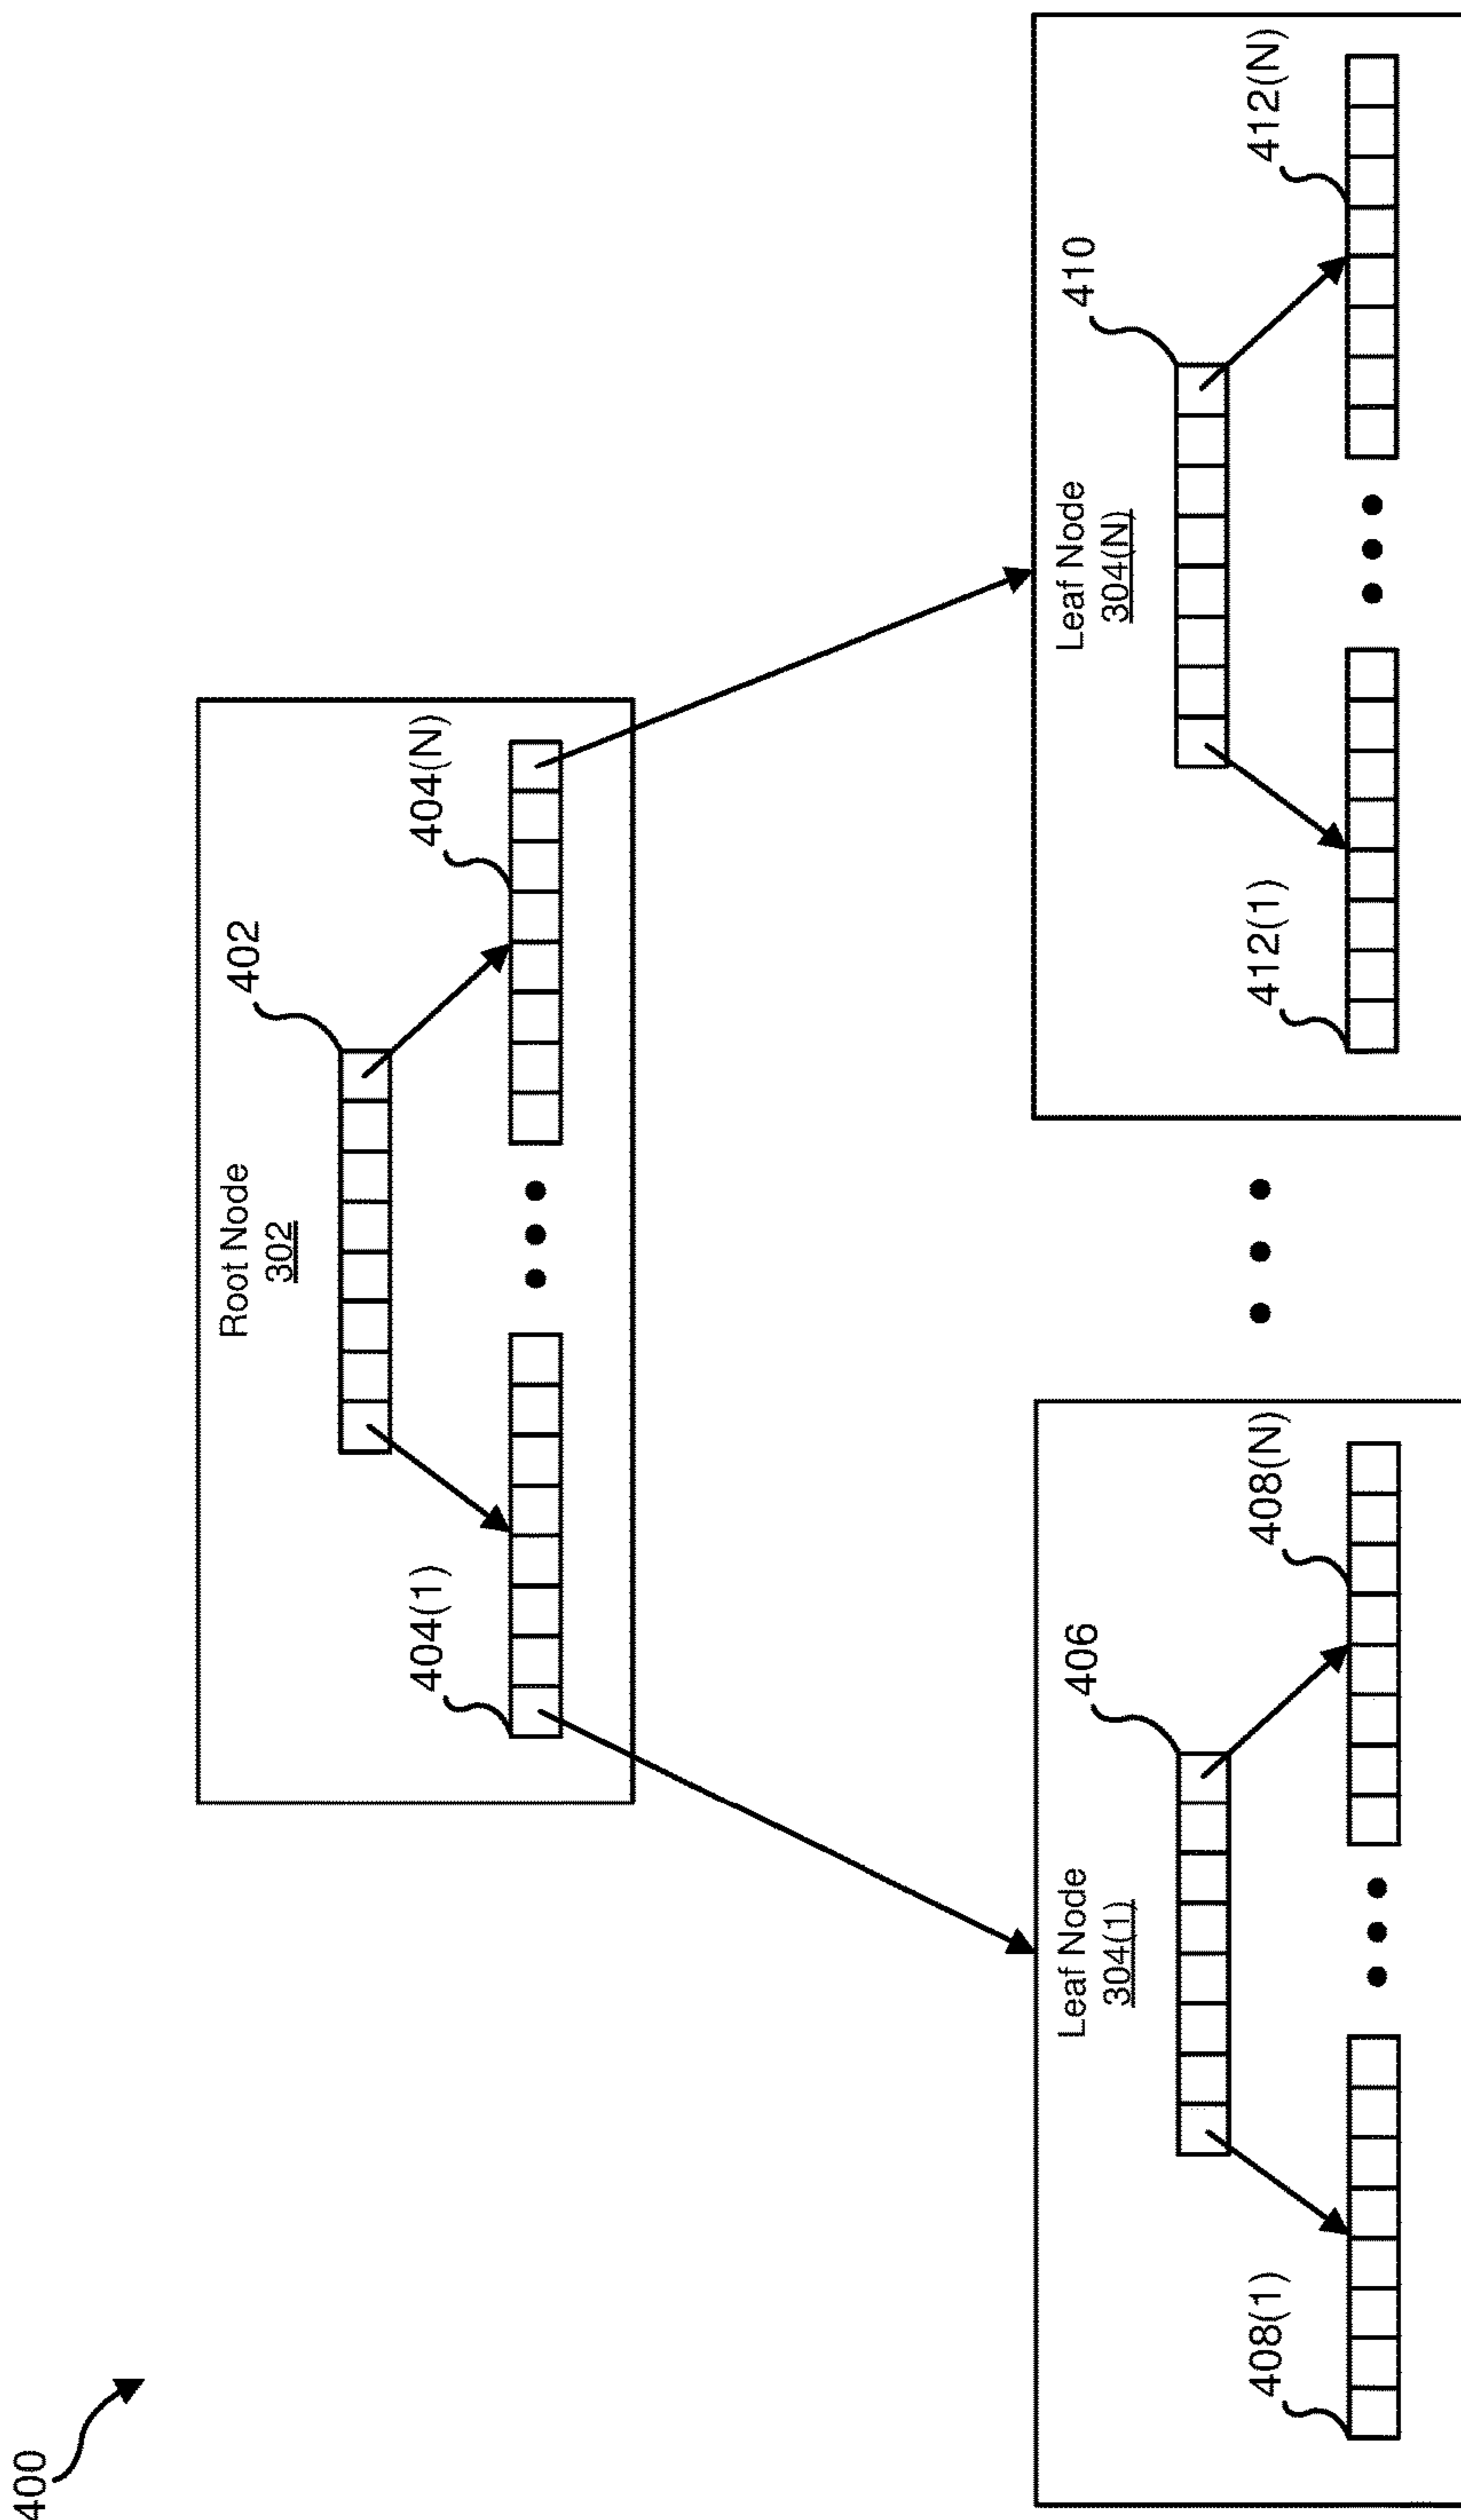 400
Root Node
302
402
404(1)
404(N)
Leaf Node
304(1)
406
408(1)
408(N)
Leaf Node
304(N)
410
412(1)
412(N)